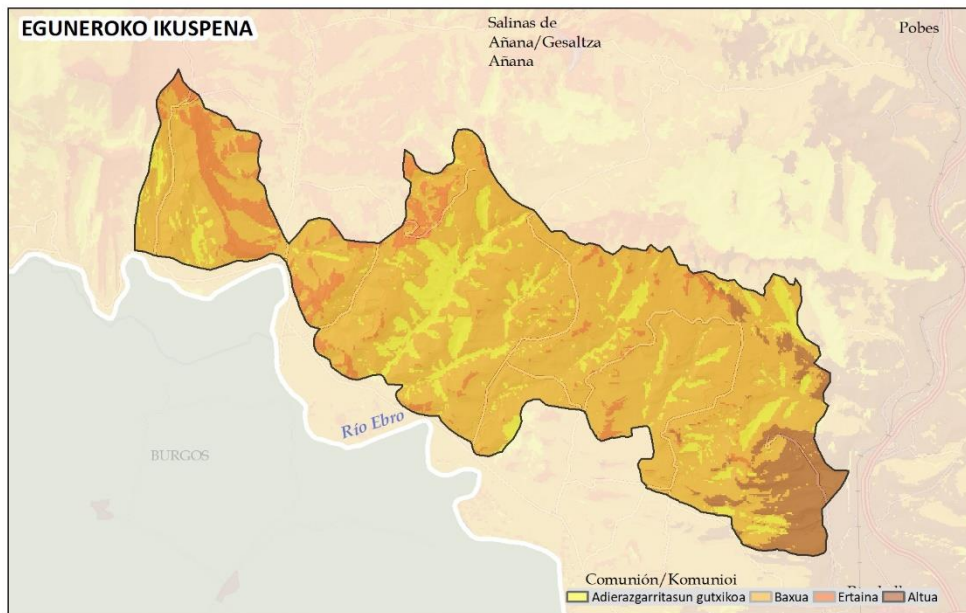 EGUNEROKO IKUSPENA
Salinas de
Añana/Gesaltza
Añana
Pobes
Río Ebro
BURGOS
Comunión/Komunioi
Adierazgarritasun gutxikoa
Baxua
Ertaina
Altua